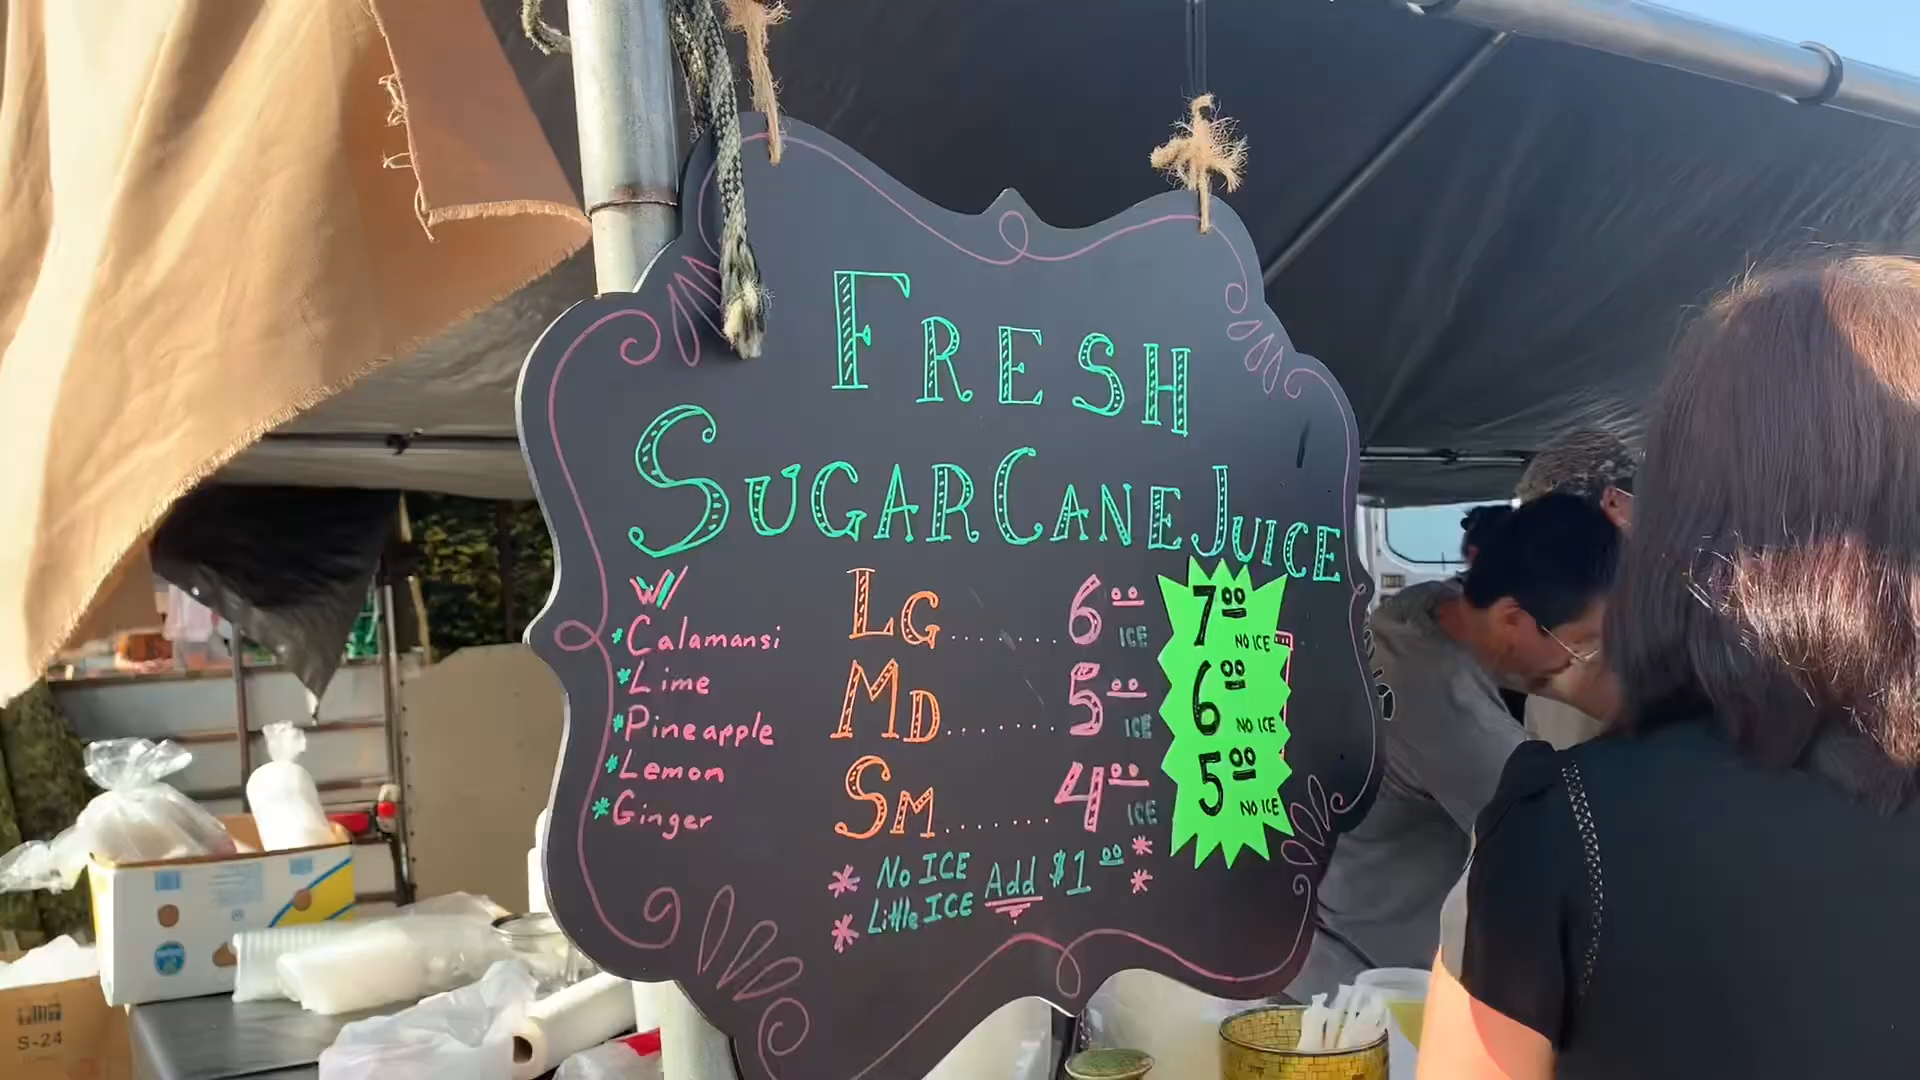 FRESH
SUGARCANE JUICE
W/
*Calamansi
*Lime
*Pineapple
*Lemon
*Ginger
LG.......... 6.00 ICE 7.00 NO ICE
MD.......... 5.00 ICE 6.00 NO ICE
SM.......... 4.00 ICE 5.00 NO ICE
* No ICE
* Little ICE Add $1.00 * *
S-24